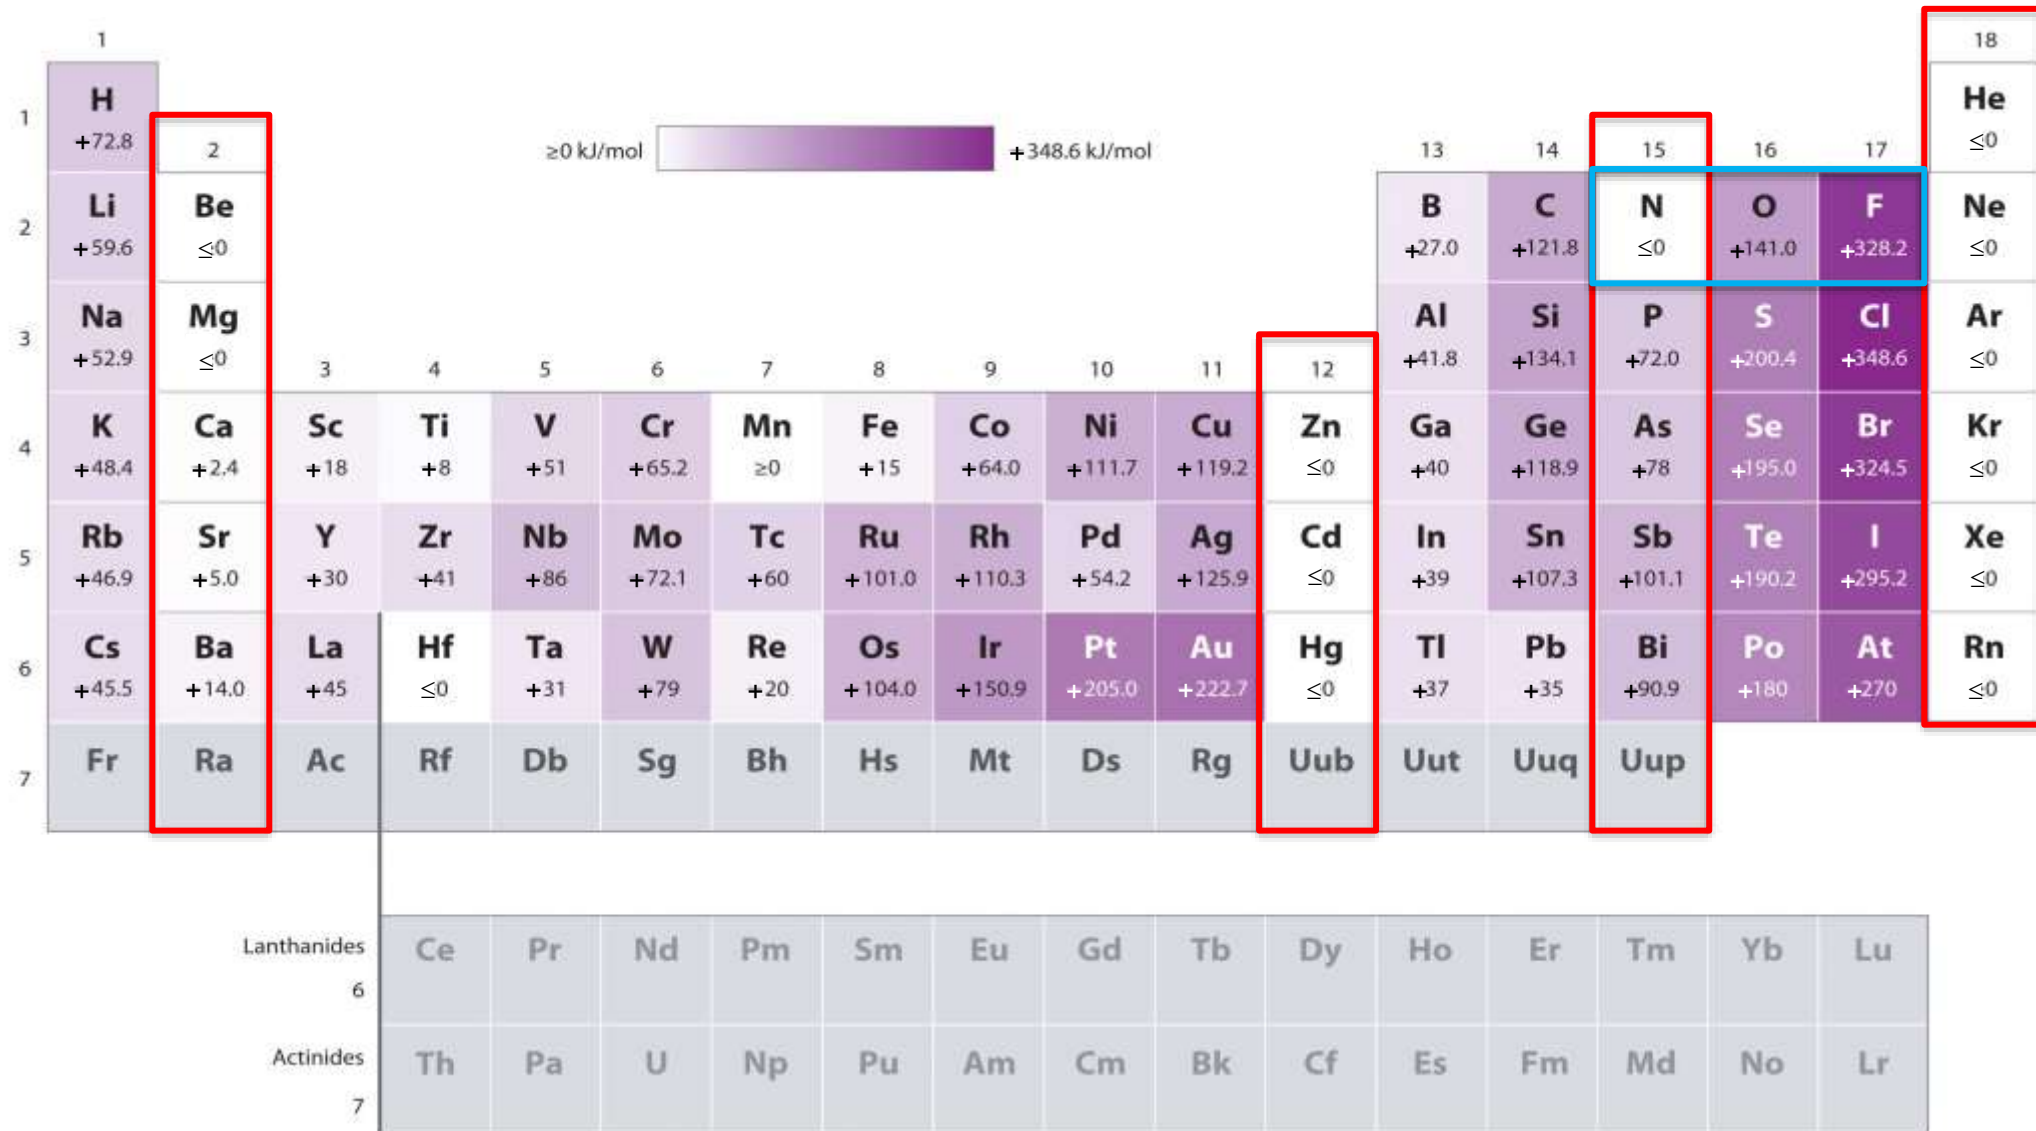 1 18
H He
1 +72.8 2 ≥0 kJ/mol +348.6 kJ/mol 13 14 15 16 17 ≤0
Li Be B C N O F Ne
2 +59.6 ≤0 +27.0 +121.8 ≤0 +141.0 +328.2 ≤0
Na Mg Al Si P S Cl Ar
3 +52.9 ≤0 3 4 5 6 7 8 9 10 11 12 +41.8 +134.1 +72.0 +200.4 +348.6 ≤0
K Ca Sc Ti V Cr Mn Fe Co Ni Cu Zn Ga Ge As Se Br Kr
4 +48.4 +2.4 +18 +8 +51 +65.2 ≥0 +15 +64.0 +111.7 +119.2 ≤0 +40 +118.9 +78 +195.0 +324.5 ≤0
Rb Sr Y Zr Nb Mo Tc Ru Rh Pd Ag Cd In Sn Sb Te I Xe
5 +46.9 +5.0 +30 +41 +86 +72.1 +60 +101.0 +110.3 +54.2 +125.9 ≤0 +39 +107.3 +101.1 +190.2 +295.2 ≤0
Cs Ba La Hf Ta W Re Os Ir Pt Au Hg Tl Pb Bi Po At Rn
6 +45.5 +14.0 +45 ≤0 +31 +79 +20 +104.0 +150.9 +205.0 +222.7 ≤0 +37 +35 +90.9 +180 +270 ≤0
7 Fr Ra Ac Rf Db Sg Bh Hs Mt Ds Rg Uub Uut Uuq Uup
Lanthanides Ce Pr Nd Pm Sm Eu Gd Tb Dy Ho Er Tm Yb Lu
6
Actinides Th Pa U Np Pu Am Cm Bk Cf Es Fm Md No Lr
7